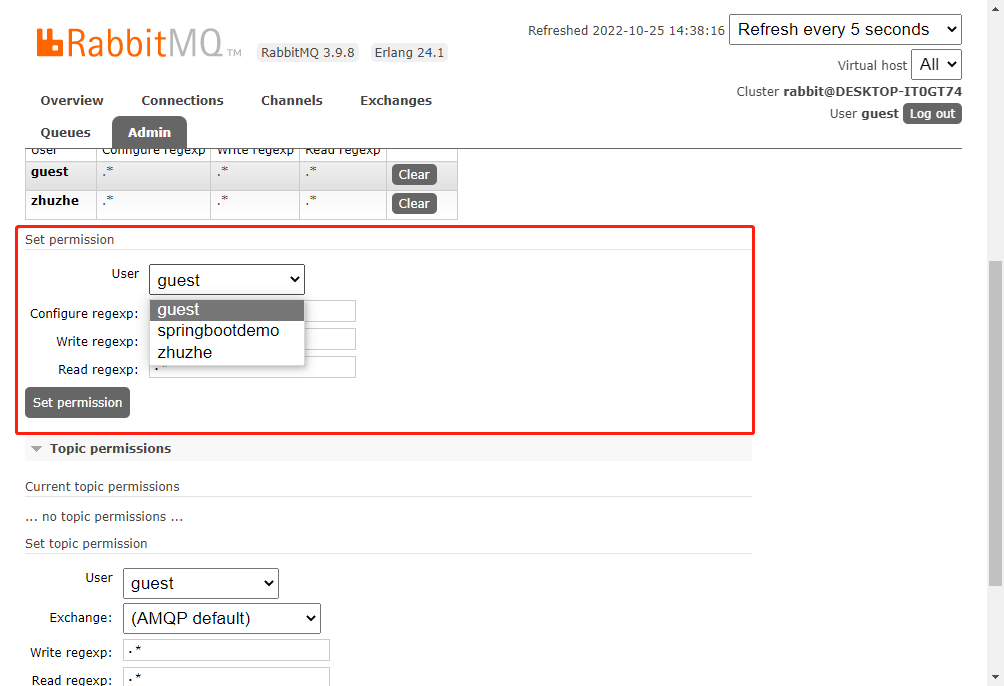 Refreshed 2022-10-25 14:38:16 Refresh every 5 seconds
RabbitMQ TM RabbitMQ 3.9.8 Erlang 24.1
Virtual host All
Cluster rabbit@DESKTOP-IT0GT74
User guest Log out
Overview Connections Channels Exchanges
Queues Admin
User Configure regexp Write regexp Read regexp
guest .* .* .* Clear
zhuzhe .* .* .* Clear
Set permission
User guest
guest
springbootdemo
zhuzhe
Configure regexp:
Write regexp:
Read regexp: .*
Set permission
Topic permissions
Current topic permissions
... no topic permissions ...
Set topic permission
User guest
Exchange: (AMQP default)
Write regexp: .*
Read regexp: .*